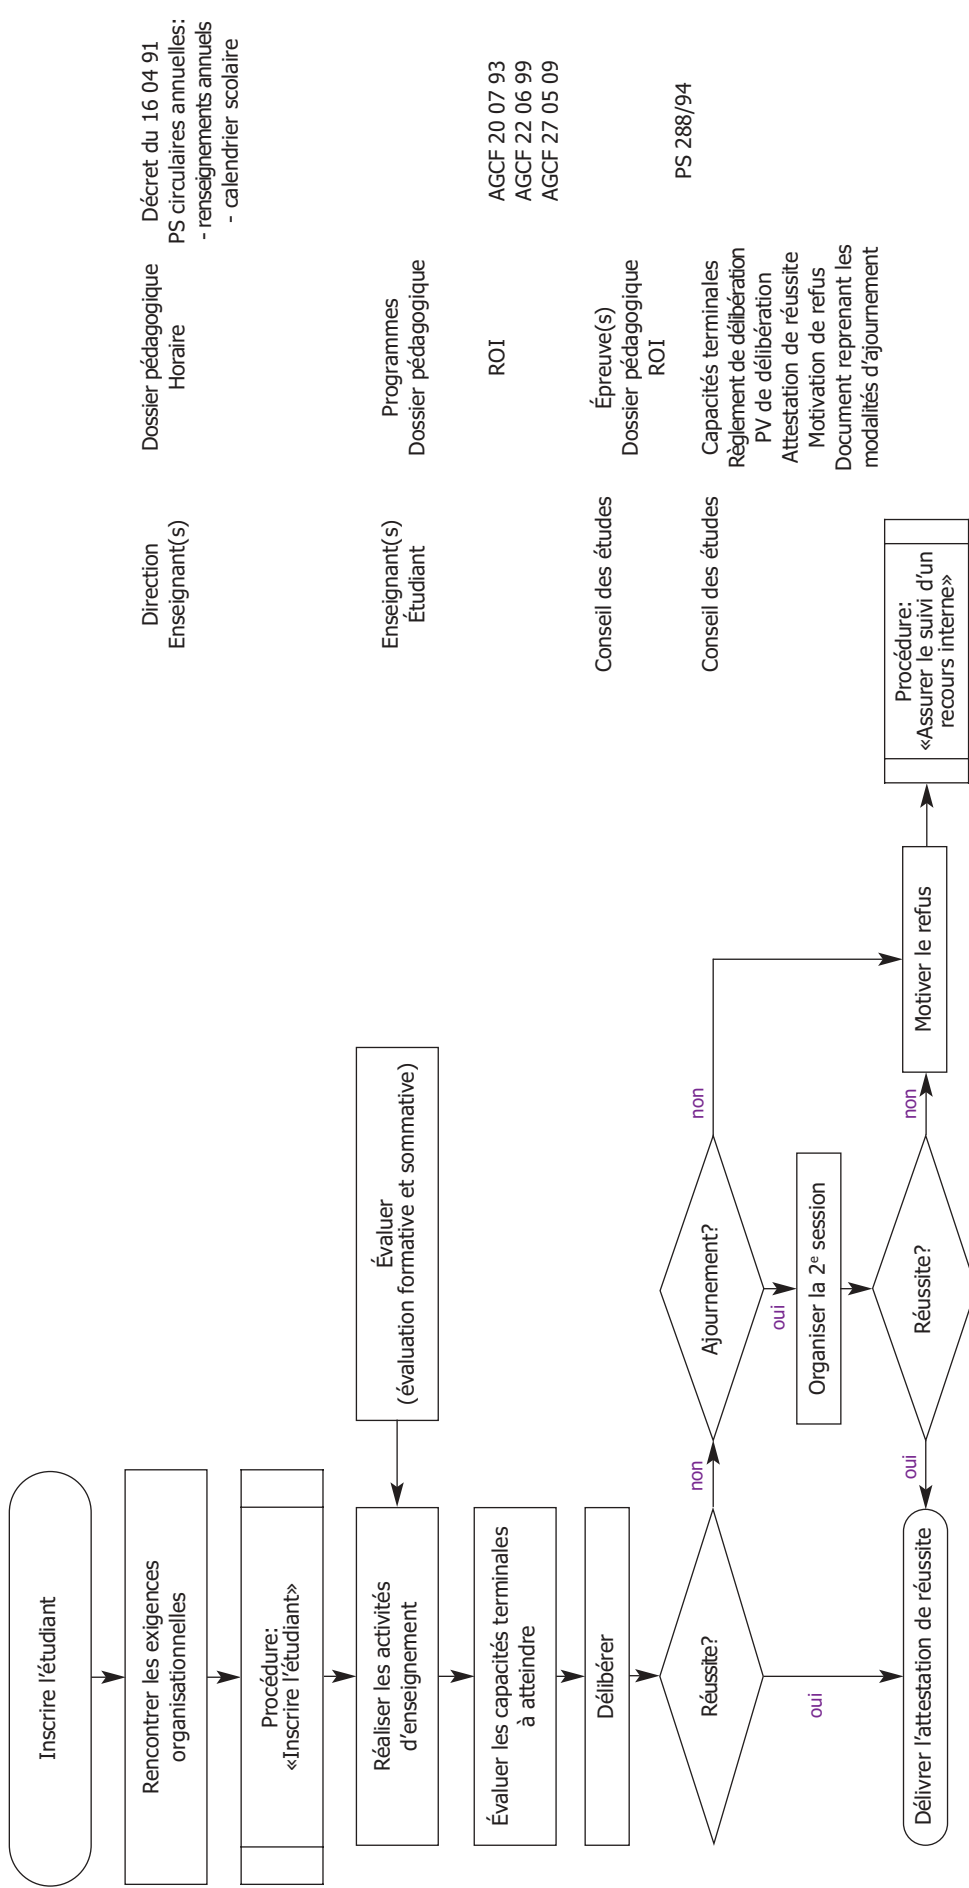 Inscrire l'étudiant
Rencontrer les exigences
organisationnelles
Direction
Enseignant(s)
Dossier pédagogique
Horaire
Décret du 16 04 91
PS circulaires annuelles:
- renseignements annuels
- calendrier scolaire
Procédure:
«Inscrire l'étudiant»
Réaliser les activités
d'enseignement
Évaluer
(évaluation formative et sommative)
Enseignant(s)
Étudiant
Programmes
Dossier pédagogique
Évaluer les capacités terminales
à atteindre
ROI
AGCF 20 07 93
AGCF 22 06 99
AGCF 27 05 09
Délibérer
Conseil des études
Épreuve(s)
Dossier pédagogique
ROI
PS 288/94
Réussite?
non
Ajournement?
non
Conseil des études
Capacités terminales
Règlement de délibération
PV de délibération
Attestation de réussite
Motivation de refus
Document reprenant les
modalités d'ajournement
oui
oui
Organiser la 2e session
Délivrer l'attestation de réussite
oui
Réussite?
non
Motiver le refus
Procédure:
«Assurer le suivi d'un
recours interne»